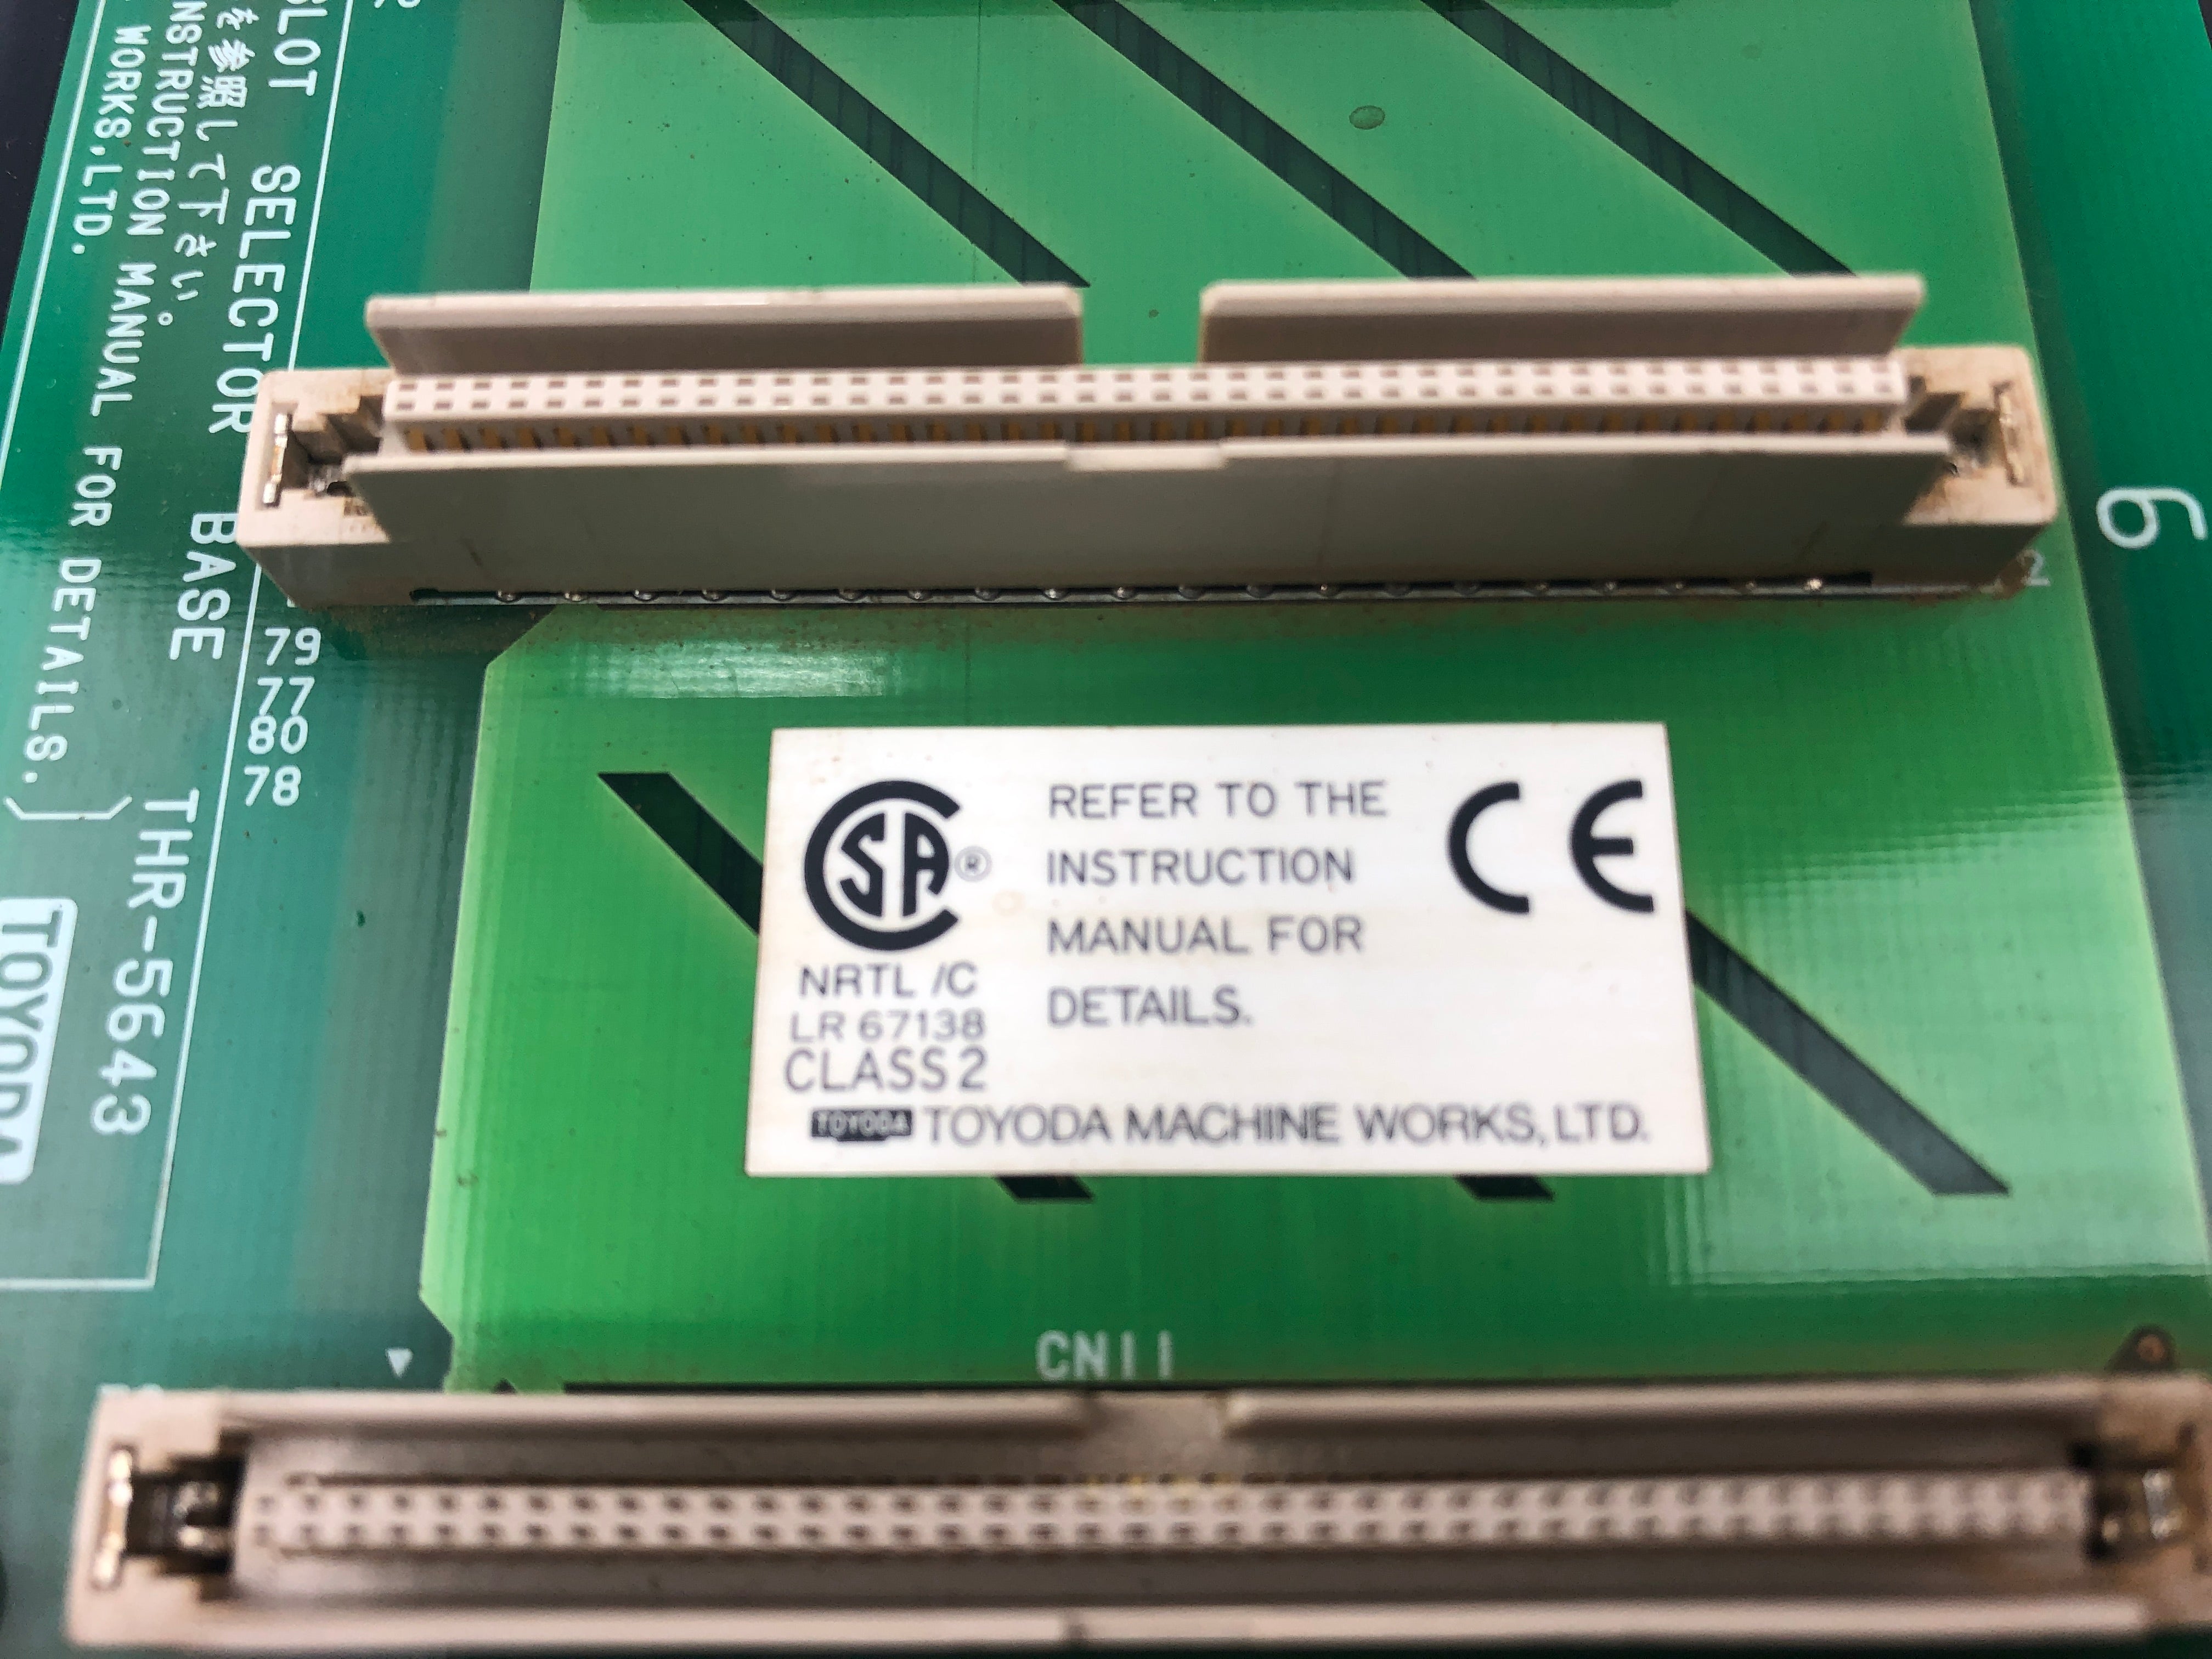 SLOT SELECTOR BASE THR-5643
を参照して下さい。
INSTRUCTION MANUAL FOR DETAILS.)
WORKS,LTD.
TOYODA
79
77
80
78
6
2
CSA®
NRTL /C
LR 67138
CLASS 2
REFER TO THE
INSTRUCTION
MANUAL FOR
DETAILS.
CE
TOYODA TOYODA MACHINE WORKS, LTD.
CN11